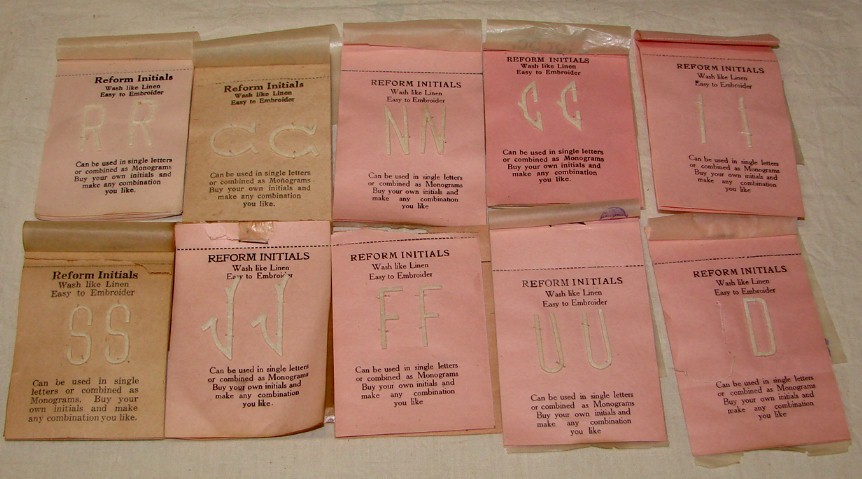 Reform Initials
Wash like Linen
Easy to Embroider
R R
Can be used in single letters
or combined as Monograms
Buy your own initials and
make any combination
you like.
Reform Initials
Wash like Linen
Easy to Embroider
C C
Can be used in single letters
or combined as Monograms
Buy your own initials and
make any combination
you like.
REFORM INITIALS
Wash like Linen
Easy to Embroider
N N
Can be used in single letters
or combined as Monograms
Buy your own initials and
make any combination
you like
REFORM INITIALS
Wash like Linen
Easy to Embroider
C C
Can be used in single letters
or combined as Monograms
Buy your own initials and
make any combination
you like.
REFORM INITIALS
Wash like Linen
Easy to Embroider
I I
Can be used in single letters
or combined as Monograms
Buy your own initials and
make any combination
you like
Reform Initials
Wash like Linen
Easy to Embroider
S S
Can be used in single
letters or combined as
Monograms. Buy your
own initials and make
any combination you like.
REFORM INITIALS
Wash like Linen
Easy to Embroider
J J
Can be used in single letters
or combined as Monograms
Buy your own initials and
make any combination
you like.
REFORM INITIALS
Wash like Linen
Easy to Embroider
F F
Can be used in single letters
or combined as Monograms
Buy your own initials and
make any combination
you like
REFORM INITIALS
Wash like Linen
Easy to Embroider
U U
Can be used in single letters
or combined as Monograms
Buy your own initials and
make any combination
you like
REFORM INITIALS
Wash like Linen
Easy to Embroider
D
Can be used in single letters
or combined as Monograms
Buy your own initials and
make any combination
you like